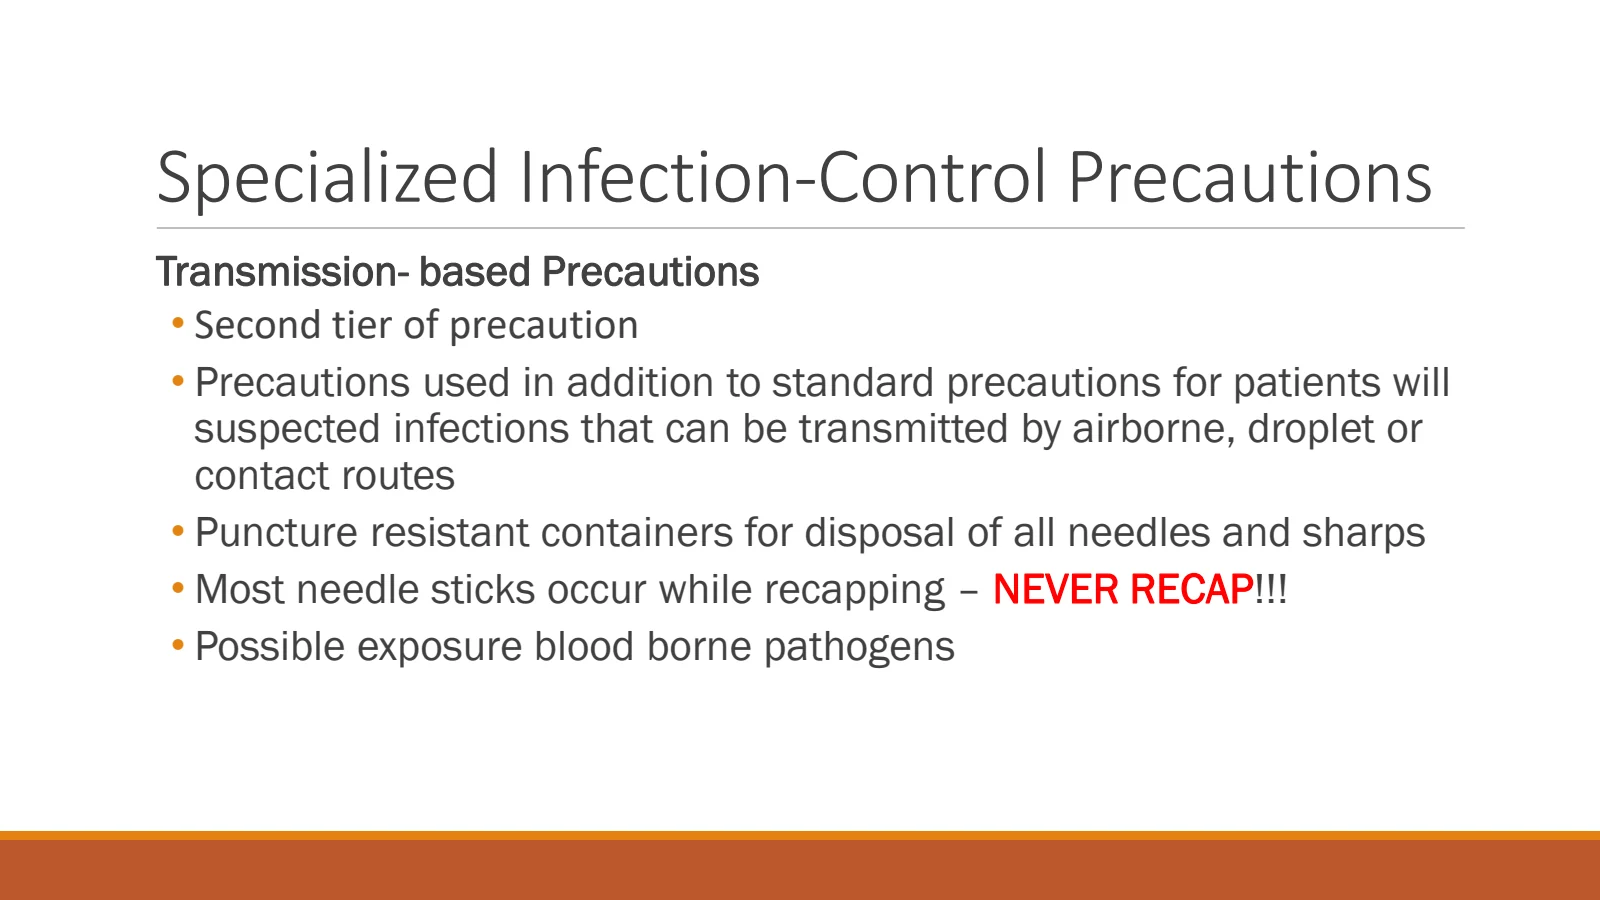 Specialized Infection-Control Precautions
Transmission- based Precautions
• Second tier of precaution
• Precautions used in addition to standard precautions for patients will
suspected infections that can be transmitted by airborne, droplet or
contact routes
• Puncture resistant containers for disposal of all needles and sharps
• Most needle sticks occur while recapping – NEVER RECAP!!!
• Possible exposure blood borne pathogens